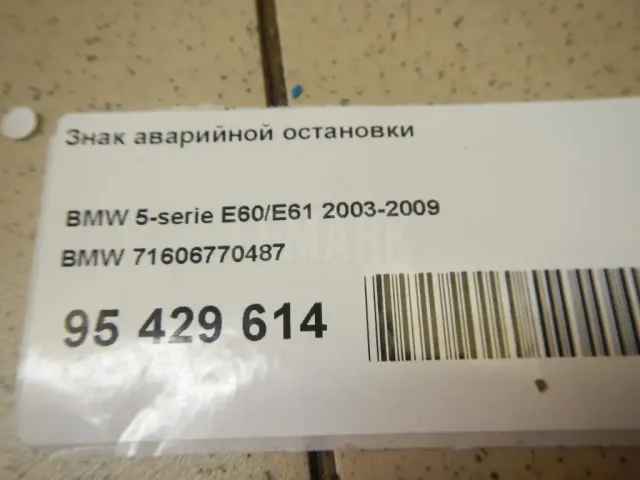 Знак аварийной остановки
BMW 5-serie E60/E61 2003-2009
BMW 71606770487
95 429 614